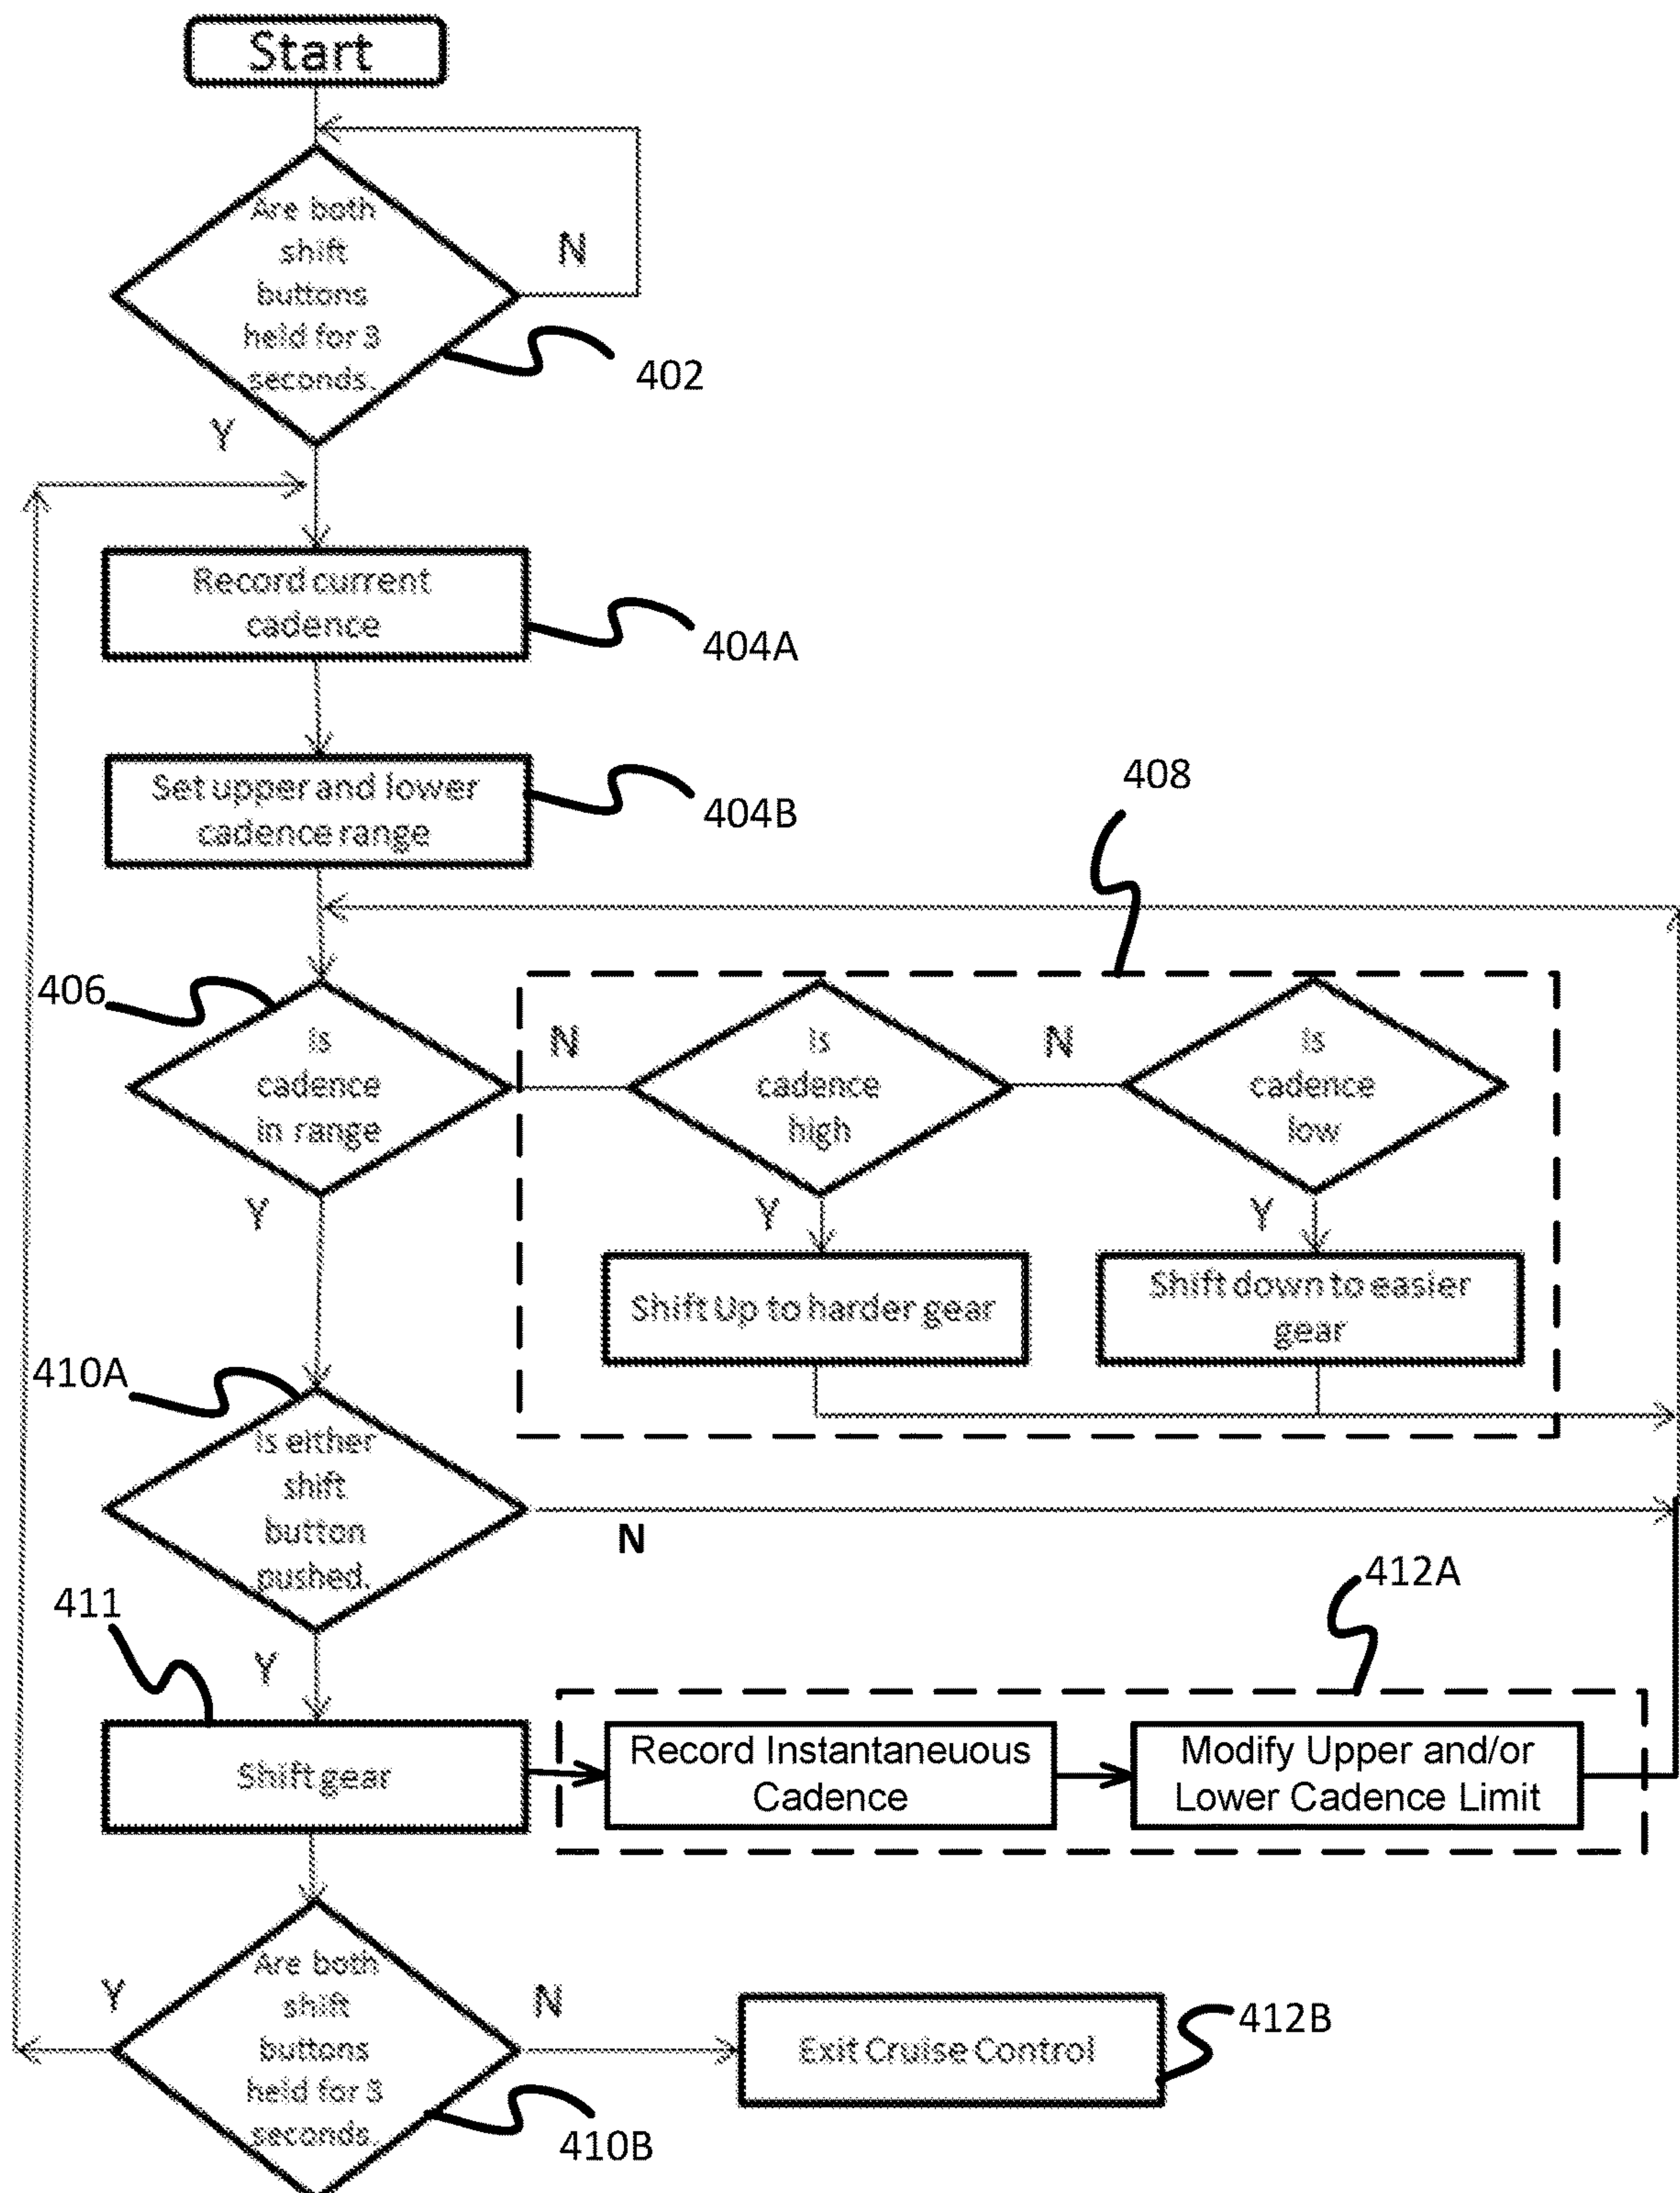 Start
Are both
shift
buttons
held for 3
seconds.
N
402
Y
Record current
cadence
404A
Set upper and lower
cadence range
404B
408
406
is
cadence
in range
N
is
cadence
high
N
is
cadence
low
Y
Y
Y
Shift Up to harder gear
Shift down to easier
gear
410A
is either
shift
button
pushed.
N
412A
411
Y
Shift gear
Record Instantaneuous
Cadence
Modify Upper and/or
Lower Cadence Limit
Are both
shift
buttons
held for 3
seconds.
Y
N
Exit Cruise Control
412B
410B